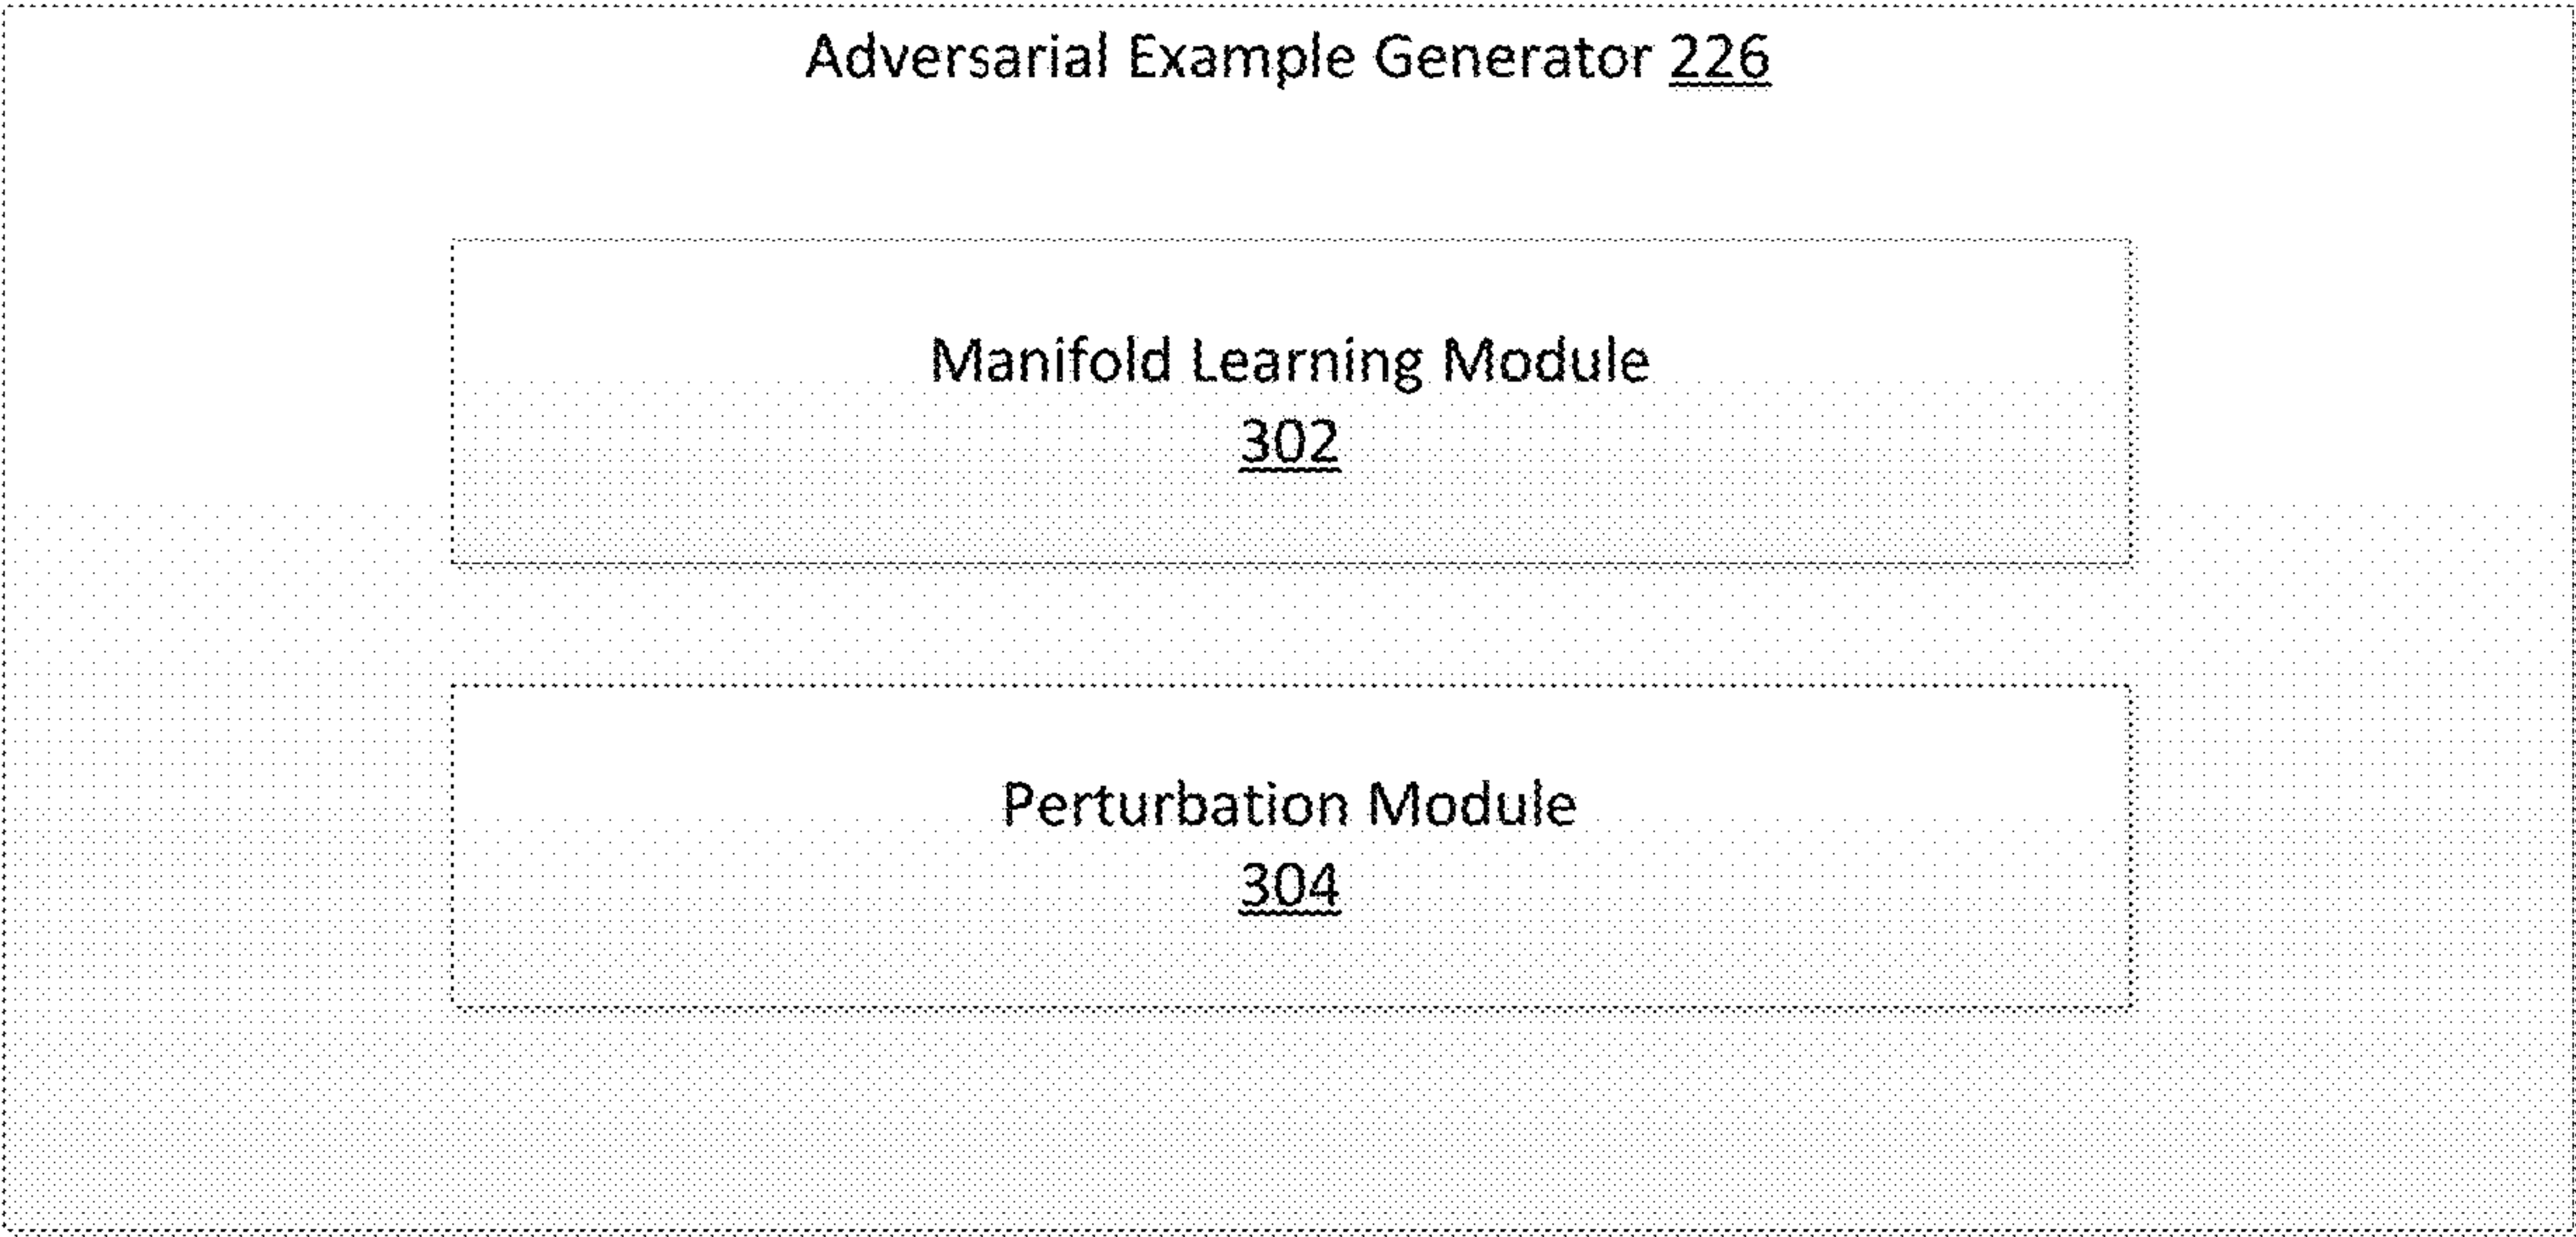 Adversarial Example Generator 226
Manifold Learning Module
302
Perturbation Module
304